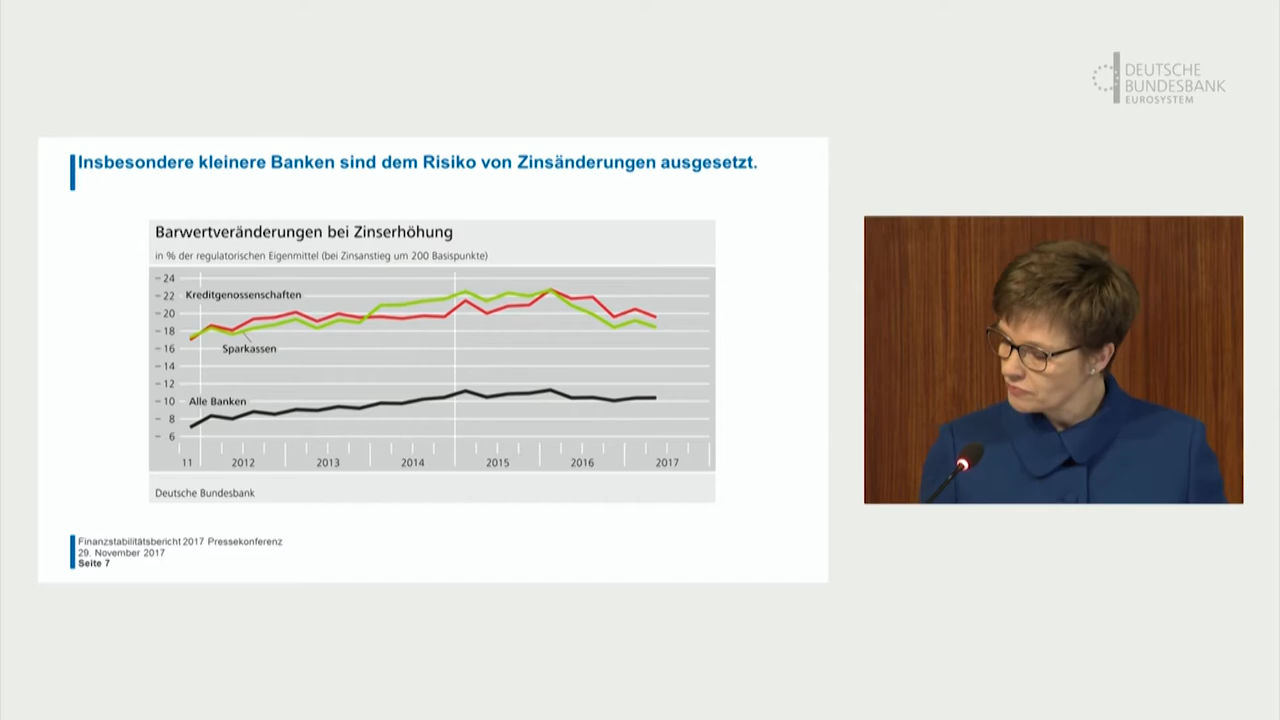 DEUTSCHE
BUNDESBANK
EUROSYSTEM
Insbesondere kleinere Banken sind dem Risiko von Zinsänderungen ausgesetzt.
Barwertveränderungen bei Zinserhöhung
in % der regulatorischen Eigenmittel (bei Zinsanstieg um 200 Basispunkte)
24
22
Kreditgenossenschaften
20
18
16
Sparkassen
14
12
10
Alle Banken
8
6
11 2012 2013 2014 2015 2016 2017
Deutsche Bundesbank
Finanzstabilitätsbericht 2017 Pressekonferenz
29. November 2017
Seite 7